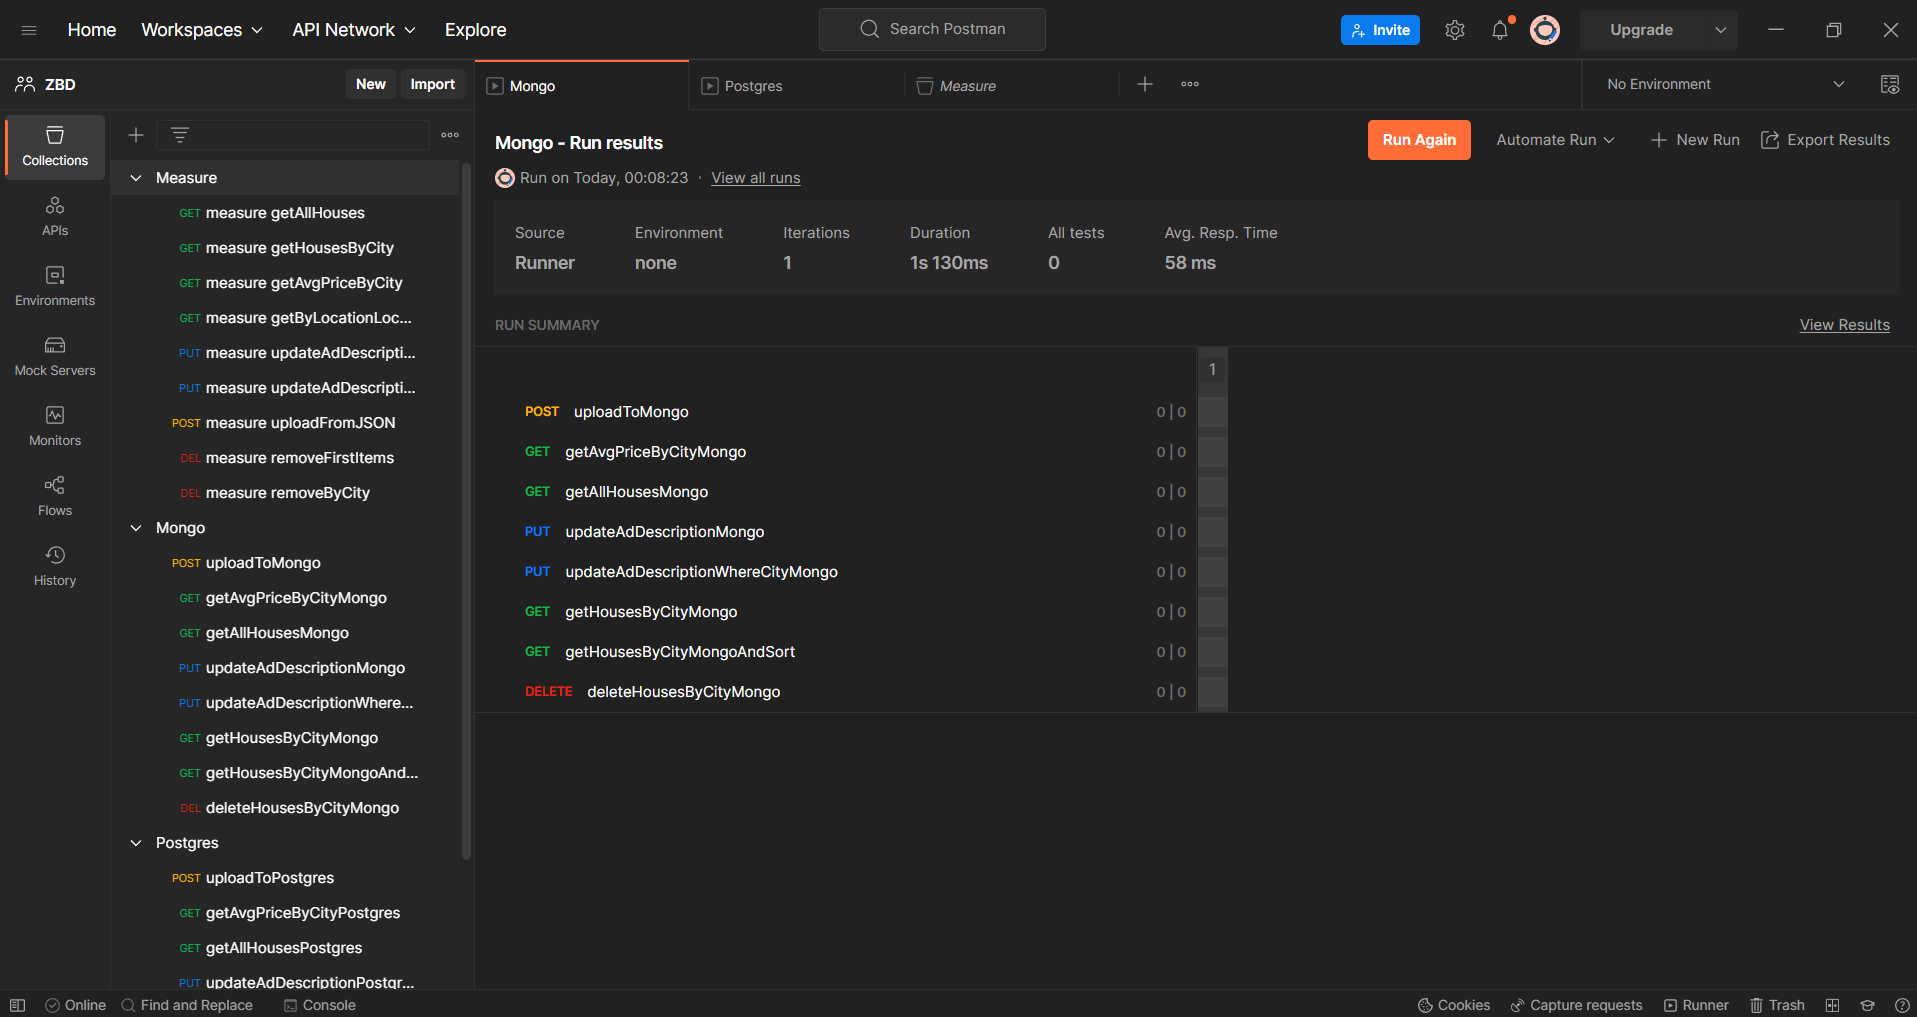 Home Workspaces API Network Explore Search Postman Invite Upgrade
ZBD New Import
Mongo Postgres Measure No Environment
Collections
APIs
Environments
Mock Servers
Monitors
Flows
History
Measure
GET measure getAllHouses
GET measure getHousesByCity
GET measure getAvgPriceByCity
GET measure getByLocationLoc...
PUT measure updateAdDescripti...
PUT measure updateAdDescripti...
POST measure uploadFromJSON
DEL measure removeFirstItems
DEL measure removeByCity
Mongo
POST uploadToMongo
GET getAvgPriceByCityMongo
GET getAllHousesMongo
PUT updateAdDescriptionMongo
PUT updateAdDescriptionWhere...
GET getHousesByCityMongo
GET getHousesByCityMongoAnd...
DEL deleteHousesByCityMongo
Postgres
POST uploadToPostgres
GET getAvgPriceByCityPostgres
GET getAllHousesPostgres
PUT updateAdDescriptionPostgr...
Mongo - Run results Run Again Automate Run New Run Export Results
Run on Today, 00:08:23 · View all runs
Source Environment Iterations Duration All tests Avg. Resp. Time
Runner none 1 1s 130ms 0 58 ms
RUN SUMMARY View Results
1
POST uploadToMongo 0 | 0
GET getAvgPriceByCityMongo 0 | 0
GET getAllHousesMongo 0 | 0
PUT updateAdDescriptionMongo 0 | 0
PUT updateAdDescriptionWhereCityMongo 0 | 0
GET getHousesByCityMongo 0 | 0
GET getHousesByCityMongoAndSort 0 | 0
DELETE deleteHousesByCityMongo 0 | 0
Online Find and Replace Console Cookies Capture requests Runner Trash